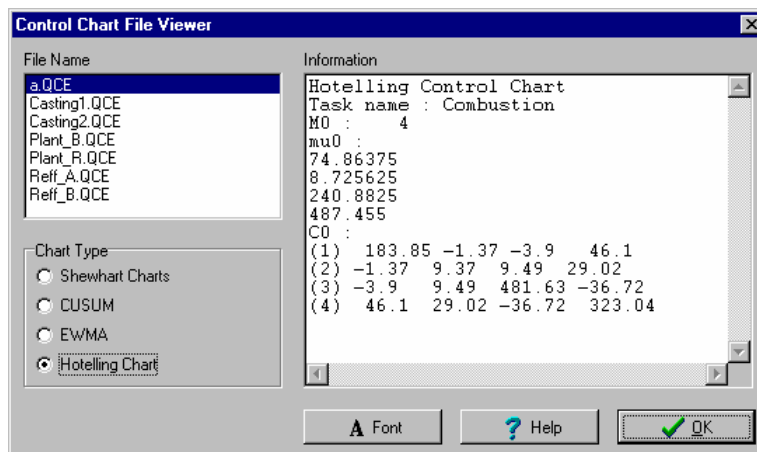 Control Chart File Viewer
File Name
a.QCE
Casting1.QCE
Casting2.QCE
Plant_B.QCE
Plant_R.QCE
Reff_A.QCE
Reff_B.QCE
Chart Type
Shewhart Charts
CUSUM
EWMA
Hotelling Chart
Information
Hotelling Control Chart
Task name : Combustion
M0 : 4
mu0 :
74.86375
8.725625
240.8825
487.455
C0 :
(1) 183.85 -1.37 -3.9 46.1
(2) -1.37 9.37 9.49 29.02
(3) -3.9 9.49 481.63 -36.72
(4) 46.1 29.02 -36.72 323.04
A Font
? Help
OK